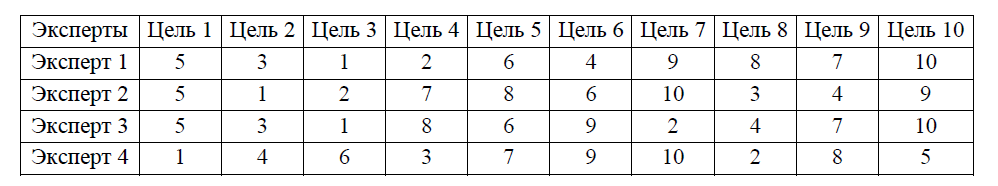 Эксперты Цель 1 Цель 2 Цель 3 Цель 4 Цель 5 Цель 6 Цель 7 Цель 8 Цель 9 Цель 10
Эксперт 1 5 3 1 2 6 4 9 8 7 10
Эксперт 2 5 1 2 7 8 6 10 3 4 9
Эксперт 3 5 3 1 8 6 9 2 4 7 10
Эксперт 4 1 4 6 3 7 9 10 2 8 5